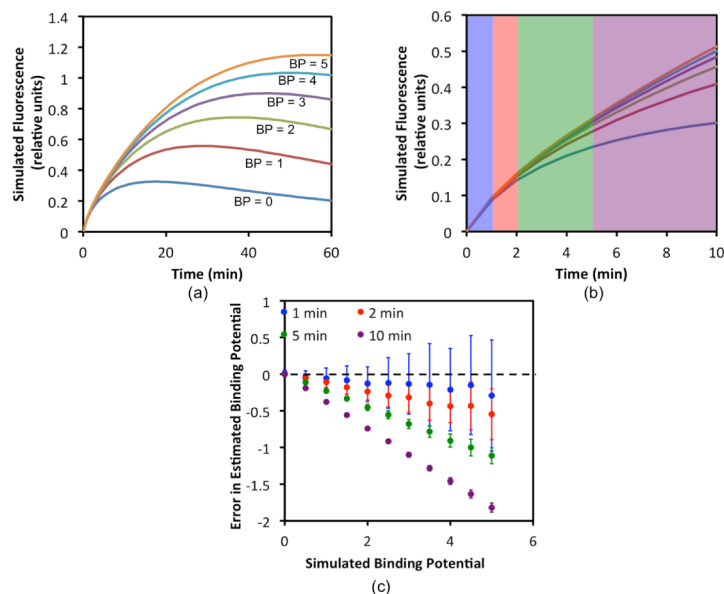 Simulated Fluorescence
(relative units)
1.4
1.2
1
0.8
0.6
0.4
0.2
0
BP = 5
BP = 4
BP = 3
BP = 2
BP = 1
BP = 0
0 20 40 60
Time (min)
(a)
Simulated Fluorescence
(relative units)
0.6
0.5
0.4
0.3
0.2
0.1
0
0 2 4 6 8 10
Time (min)
(b)
Error in Estimated Binding Potential
1
0.5
0
-0.5
-1
-1.5
-2
1 min 2 min
5 min 10 min
0 2 4 6
Simulated Binding Potential
(c)